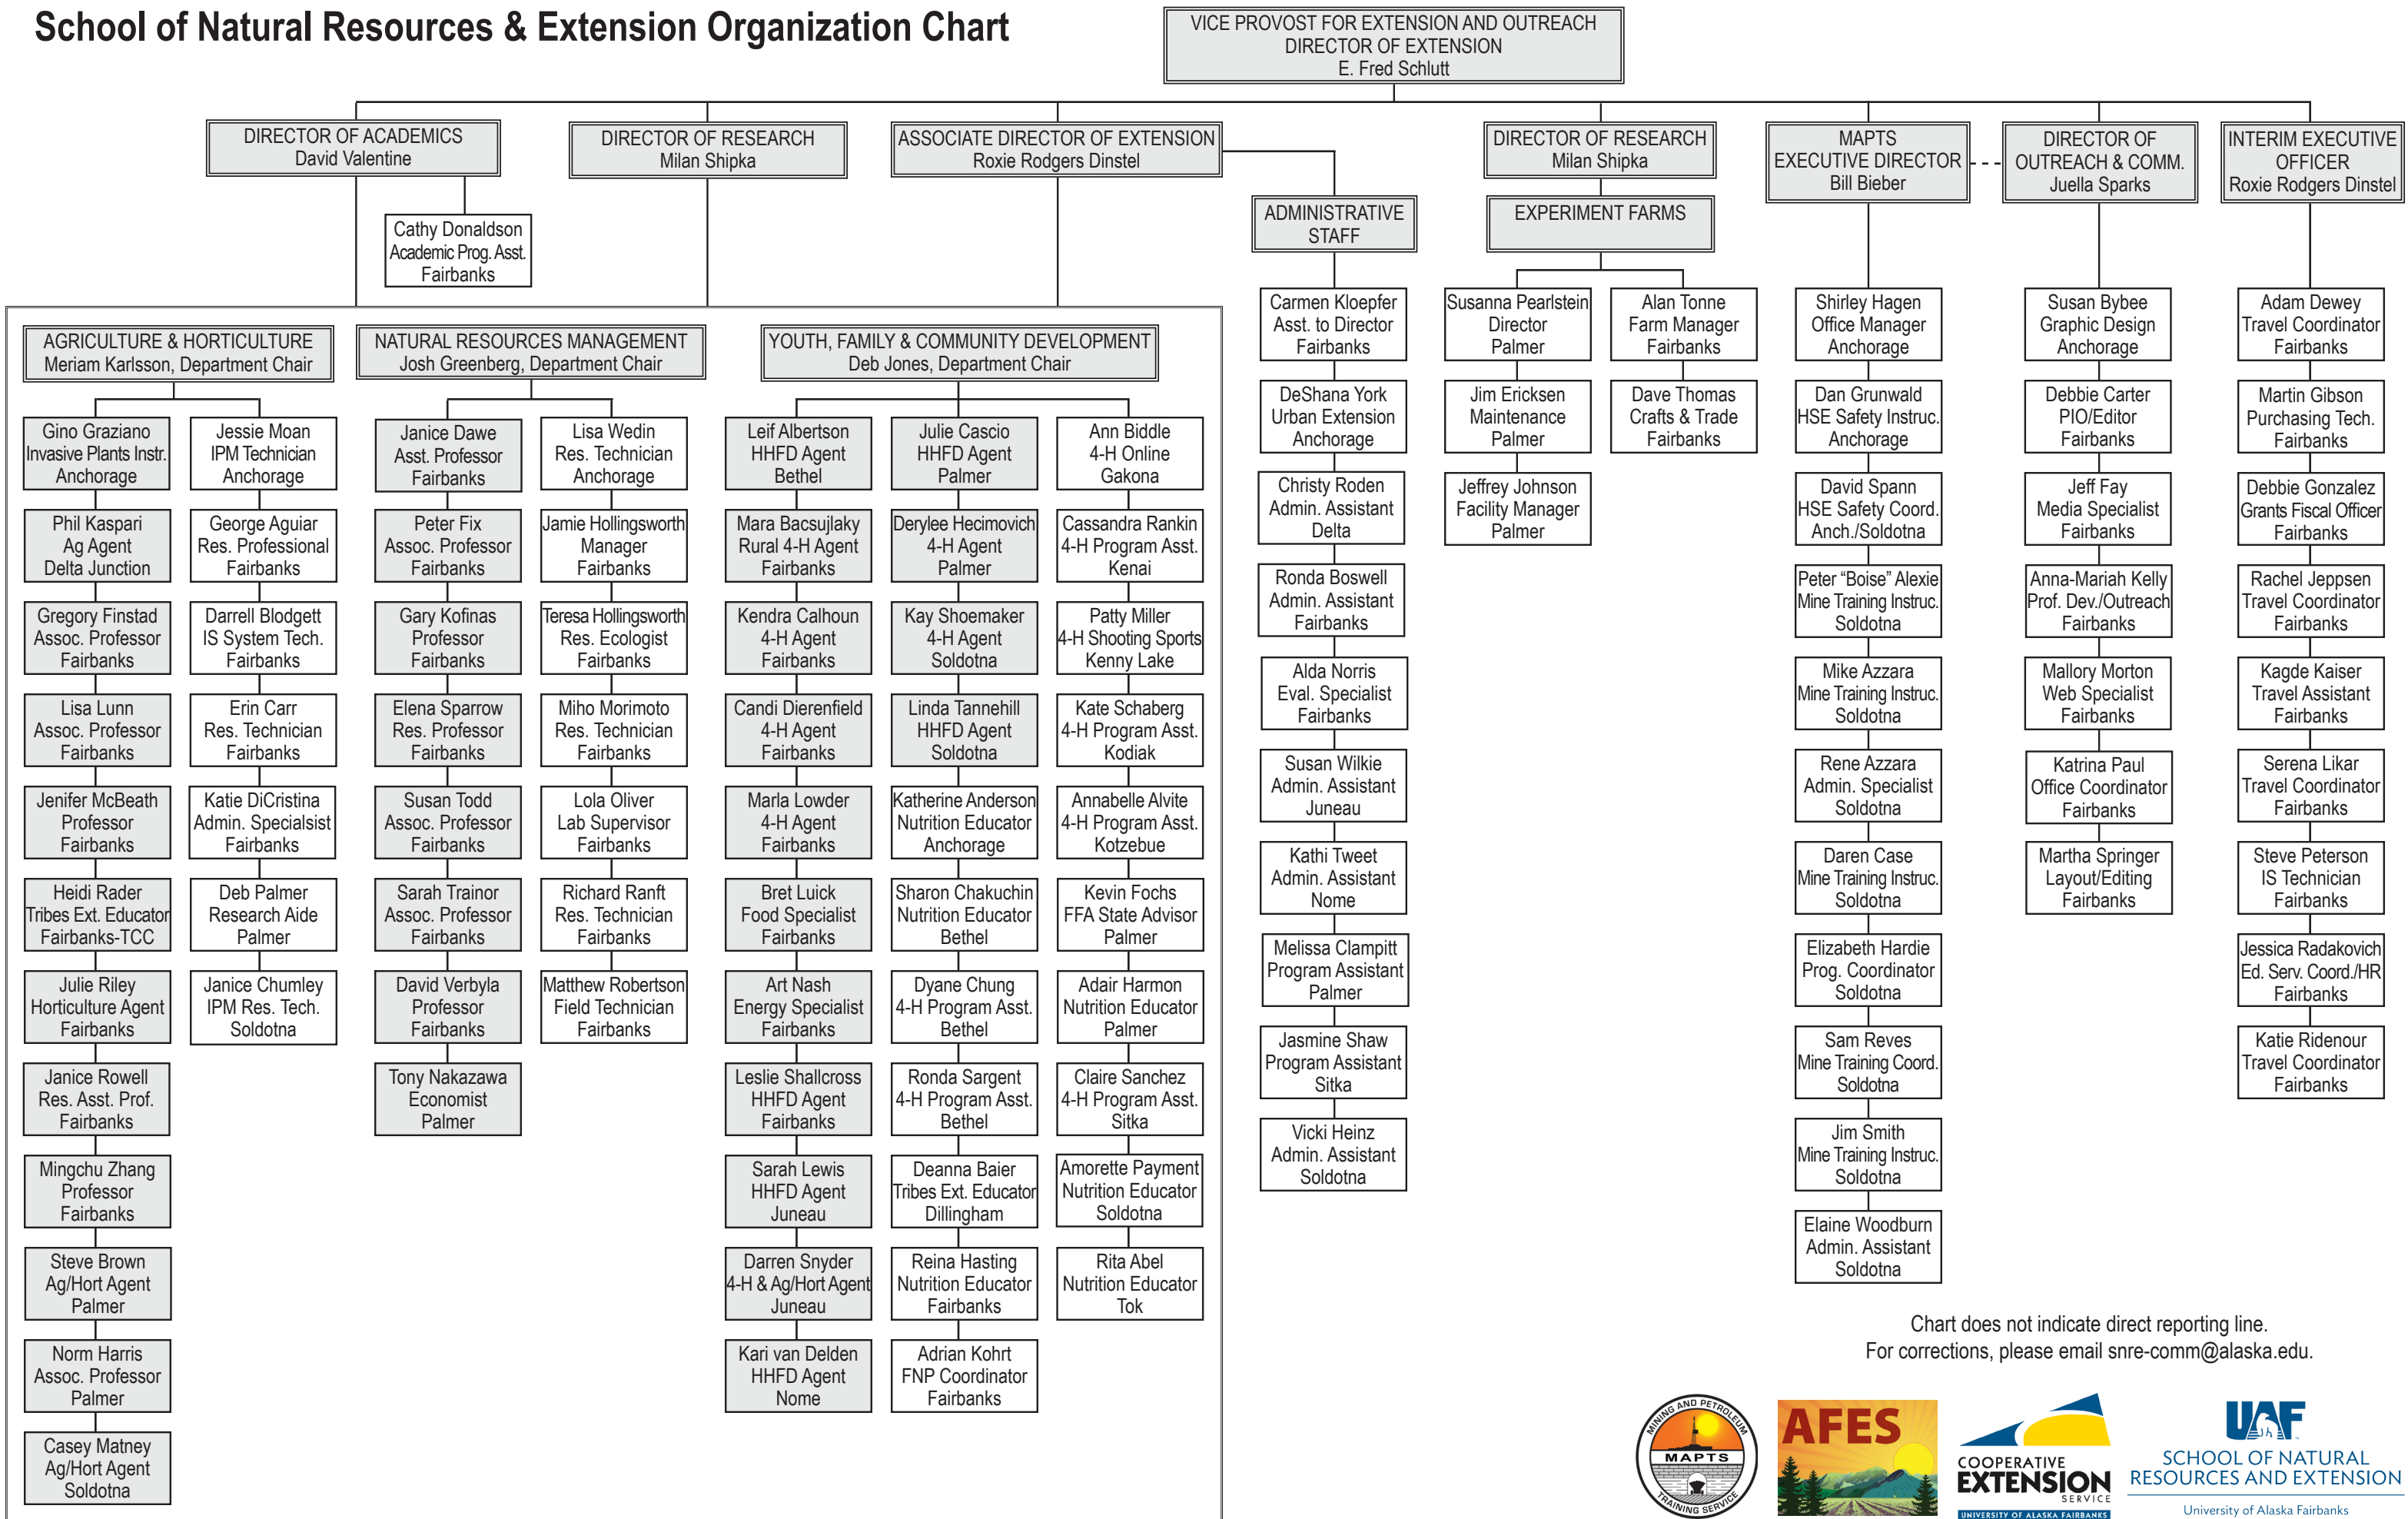 School of Natural Resources & Extension Organization Chart
VICE PROVOST FOR EXTENSION AND OUTREACH
DIRECTOR OF EXTENSION
E. Fred Schlutt
DIRECTOR OF ACADEMICS
David Valentine
DIRECTOR OF RESEARCH
Milan Shipka
ASSOCIATE DIRECTOR OF EXTENSION
Roxie Rodgers Dinstel
DIRECTOR OF RESEARCH
Milan Shipka
MAPTS
EXECUTIVE DIRECTOR
Bill Bieber
DIRECTOR OF
OUTREACH & COMM.
Juella Sparks
INTERIM EXECUTIVE
OFFICER
Roxie Rodgers Dinstel
Cathy Donaldson
Academic Prog. Asst.
Fairbanks
ADMINISTRATIVE
STAFF
EXPERIMENT FARMS
AGRICULTURE & HORTICULTURE
Meriam Karlsson, Department Chair
NATURAL RESOURCES MANAGEMENT
Josh Greenberg, Department Chair
YOUTH, FAMILY & COMMUNITY DEVELOPMENT
Deb Jones, Department Chair
Gino Graziano
Invasive Plants Instr.
Anchorage
Phil Kaspari
Ag Agent
Delta Junction
Gregory Finstad
Assoc. Professor
Fairbanks
Lisa Lunn
Assoc. Professor
Fairbanks
Jenifer McBeath
Professor
Fairbanks
Heidi Rader
Tribes Ext. Educator
Fairbanks-TCC
Julie Riley
Horticulture Agent
Fairbanks
Janice Rowell
Res. Asst. Prof.
Fairbanks
Mingchu Zhang
Professor
Fairbanks
Steve Brown
Ag/Hort Agent
Palmer
Norm Harris
Assoc. Professor
Palmer
Casey Matney
Ag/Hort Agent
Soldotna
Jessie Moan
IPM Technician
Anchorage
George Aguiar
Res. Professional
Fairbanks
Darrell Blodgett
IS System Tech.
Fairbanks
Erin Carr
Res. Technician
Fairbanks
Katie DiCristina
Admin. Specialsist
Fairbanks
Deb Palmer
Research Aide
Palmer
Janice Chumley
IPM Res. Tech.
Soldotna
Janice Dawe
Asst. Professor
Fairbanks
Peter Fix
Assoc. Professor
Fairbanks
Gary Kofinas
Professor
Fairbanks
Elena Sparrow
Res. Professor
Fairbanks
Susan Todd
Assoc. Professor
Fairbanks
Sarah Trainor
Assoc. Professor
Fairbanks
David Verbyla
Professor
Fairbanks
Tony Nakazawa
Economist
Palmer
Lisa Wedin
Res. Technician
Anchorage
Jamie Hollingsworth
Manager
Fairbanks
Teresa Hollingsworth
Res. Ecologist
Fairbanks
Miho Morimoto
Res. Technician
Fairbanks
Lola Oliver
Lab Supervisor
Fairbanks
Richard Ranft
Res. Technician
Fairbanks
Matthew Robertson
Field Technician
Fairbanks
Leif Albertson
HHFD Agent
Bethel
Mara Bacsujlaky
Rural 4-H Agent
Fairbanks
Kendra Calhoun
4-H Agent
Fairbanks
Candi Dierenfield
4-H Agent
Fairbanks
Marla Lowder
4-H Agent
Fairbanks
Bret Luick
Food Specialist
Fairbanks
Art Nash
Energy Specialist
Fairbanks
Leslie Shallcross
HHFD Agent
Fairbanks
Sarah Lewis
HHFD Agent
Juneau
Darren Snyder
4-H & Ag/Hort Agent
Juneau
Kari van Delden
HHFD Agent
Nome
Julie Cascio
HHFD Agent
Palmer
Derylee Hecimovich
4-H Agent
Palmer
Kay Shoemaker
4-H Agent
Soldotna
Linda Tannehill
HHFD Agent
Soldotna
Katherine Anderson
Nutrition Educator
Anchorage
Sharon Chakuchin
Nutrition Educator
Bethel
Dyane Chung
4-H Program Asst.
Bethel
Ronda Sargent
4-H Program Asst.
Bethel
Deanna Baier
Tribes Ext. Educator
Dillingham
Reina Hasting
Nutrition Educator
Fairbanks
Adrian Kohrt
FNP Coordinator
Fairbanks
Ann Biddle
4-H Online
Gakona
Cassandra Rankin
4-H Program Asst.
Kenai
Patty Miller
4-H Shooting Sports
Kenny Lake
Kate Schaberg
4-H Program Asst.
Kodiak
Annabelle Alvite
4-H Program Asst.
Kotzebue
Kevin Fochs
FFA State Advisor
Palmer
Adair Harmon
Nutrition Educator
Palmer
Claire Sanchez
4-H Program Asst.
Sitka
Amorette Payment
Nutrition Educator
Soldotna
Rita Abel
Nutrition Educator
Tok
Carmen Kloepfer
Asst. to Director
Fairbanks
DeShana York
Urban Extension
Anchorage
Christy Roden
Admin. Assistant
Delta
Ronda Boswell
Admin. Assistant
Fairbanks
Alda Norris
Eval. Specialist
Fairbanks
Susan Wilkie
Admin. Assistant
Juneau
Kathi Tweet
Admin. Assistant
Nome
Melissa Clampitt
Program Assistant
Palmer
Jasmine Shaw
Program Assistant
Sitka
Vicki Heinz
Admin. Assistant
Soldotna
Susanna Pearlstein
Director
Palmer
Jim Ericksen
Maintenance
Palmer
Jeffrey Johnson
Facility Manager
Palmer
Alan Tonne
Farm Manager
Fairbanks
Dave Thomas
Crafts & Trade
Fairbanks
Shirley Hagen
Office Manager
Anchorage
Dan Grunwald
HSE Safety Instruc.
Anchorage
David Spann
HSE Safety Coord.
Anch./Soldotna
Peter “Boise” Alexie
Mine Training Instruc.
Soldotna
Mike Azzara
Mine Training Instruc.
Soldotna
Rene Azzara
Admin. Specialist
Soldotna
Daren Case
Mine Training Instruc.
Soldotna
Elizabeth Hardie
Prog. Coordinator
Soldotna
Sam Reves
Mine Training Coord.
Soldotna
Jim Smith
Mine Training Instruc.
Soldotna
Elaine Woodburn
Admin. Assistant
Soldotna
Susan Bybee
Graphic Design
Anchorage
Debbie Carter
PIO/Editor
Fairbanks
Jeff Fay
Media Specialist
Fairbanks
Anna-Mariah Kelly
Prof. Dev./Outreach
Fairbanks
Mallory Morton
Web Specialist
Fairbanks
Katrina Paul
Office Coordinator
Fairbanks
Martha Springer
Layout/Editing
Fairbanks
Adam Dewey
Travel Coordinator
Fairbanks
Martin Gibson
Purchasing Tech.
Fairbanks
Debbie Gonzalez
Grants Fiscal Officer
Fairbanks
Rachel Jeppsen
Travel Coordinator
Fairbanks
Kagde Kaiser
Travel Assistant
Fairbanks
Serena Likar
Travel Coordinator
Fairbanks
Steve Peterson
IS Technician
Fairbanks
Jessica Radakovich
Ed. Serv. Coord./HR
Fairbanks
Katie Ridenour
Travel Coordinator
Fairbanks
Chart does not indicate direct reporting line.
For corrections, please email snre-comm@alaska.edu.
MINING AND PETROLEUM
MAPTS
TRAINING SERVICE
AFES
COOPERATIVE
EXTENSION
SERVICE
UNIVERSITY OF ALASKA FAIRBANKS
UAF
SCHOOL OF NATURAL
RESOURCES AND EXTENSION
University of Alaska Fairbanks